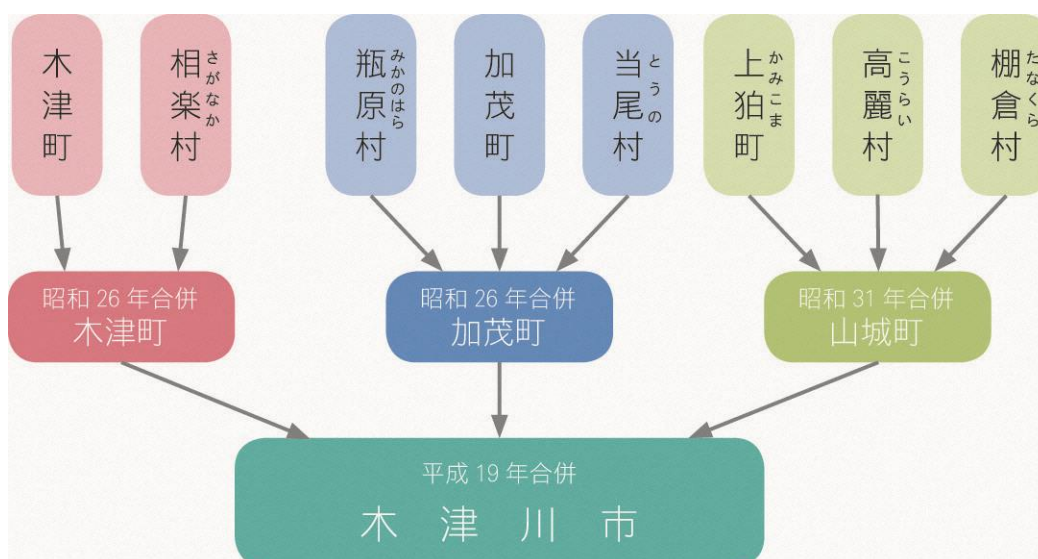 木津町
相楽村
さがなか
瓶原村
みかのはら
加茂町
当尾村
とうの
上狛町
かみこま
高麗村
こうらい
棚倉村
たなくら
昭和26年合併
木津町
昭和26年合併
加茂町
昭和31年合併
山城町
平成19年合併
木津川市